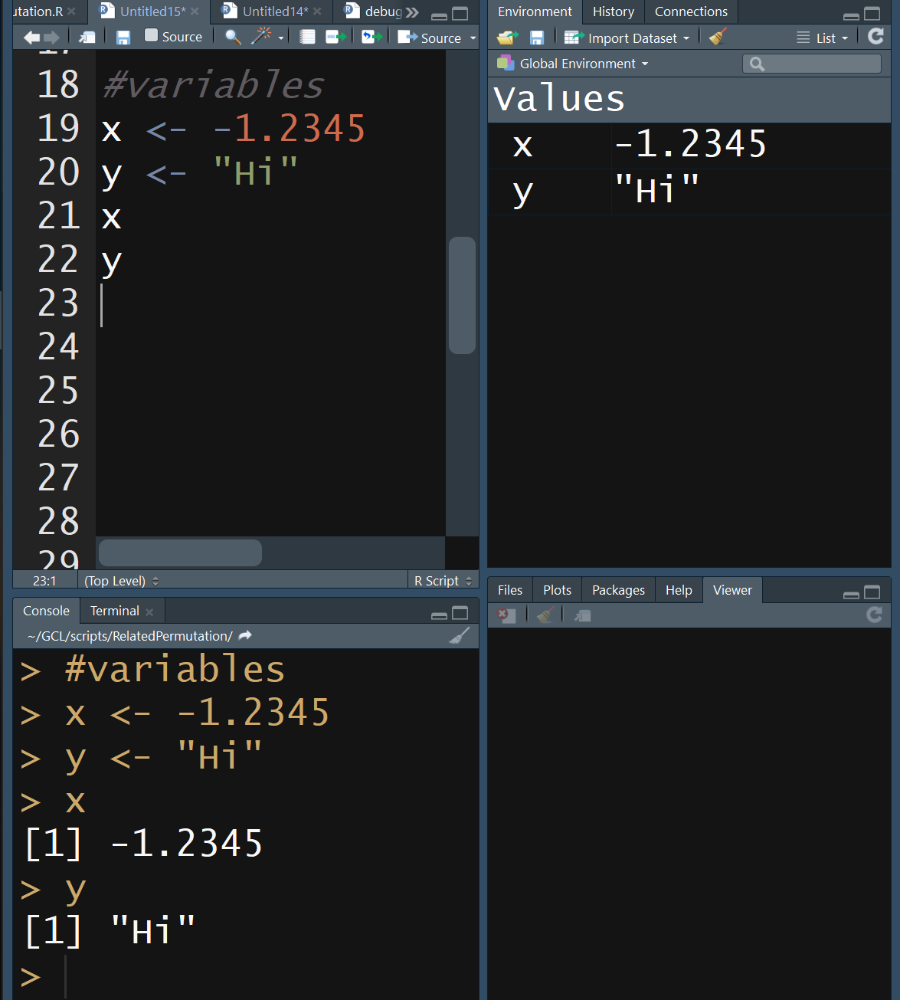 utation.R
Untitled15*
Untitled14*
debug
Source
Source
18 #variables
19 x <- -1.2345
20 y <- "Hi"
21 x
22 y
23
24
25
26
27
28
29
23:1 (Top Level) R Script
Console Terminal
~/GCL/scripts/RelatedPermutation/
> #variables
> x <- -1.2345
> y <- "Hi"
> x
[1] -1.2345
> y
[1] "Hi"
>
Environment History Connections
Import Dataset List
Global Environment
Values
x -1.2345
y "Hi"
Files Plots Packages Help Viewer